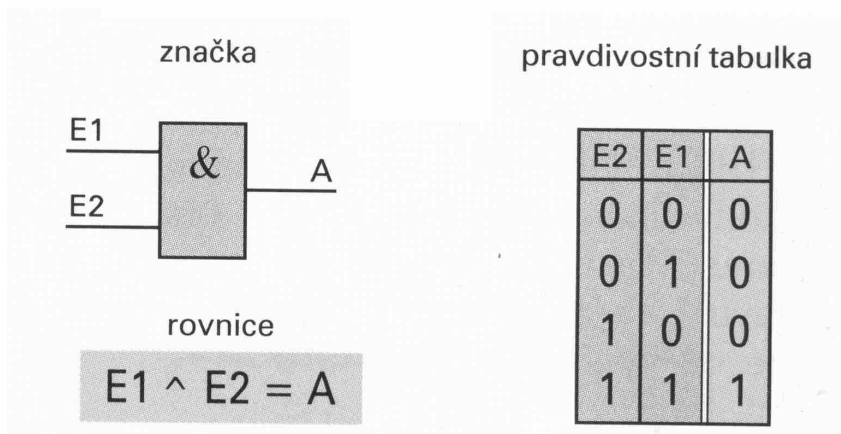 značka
E1
E2
&
A
rovnice
E1 ^ E2 = A
pravdivostní tabulka
E2 E1 A
0 0 0
0 1 0
1 0 0
1 1 1